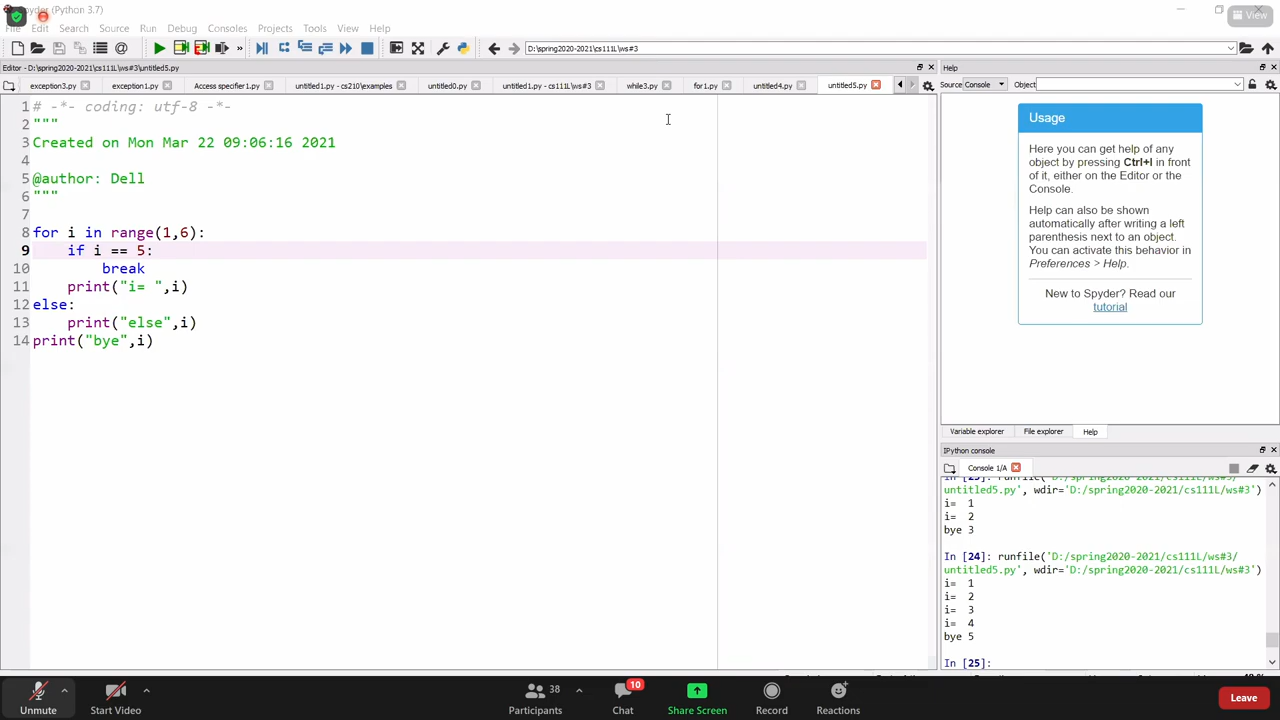 Spyder (Python 3.7)
View
File Edit Search Source Run Debug Consoles Projects Tools View Help
D:\spring2020-2021\cs111L\ws#3
Editor - D:\spring2020-2021\cs111L\ws#3\untitled5.py
Help
exception3.py exception1.py Access specifier1.py untitled1.py - cs210\examples untitled0.py untitled1.py - cs111L\ws#3 while3.py for1.py untitled4.py untitled5.py
Source Console Object
1 # -*- coding: utf-8 -*-
2 """
3 Created on Mon Mar 22 09:06:16 2021
4
5 @author: Dell
6 """
7
8 for i in range(1,6):
9 if i == 5:
10 break
11 print("i= ",i)
12 else:
13 print("else",i)
14 print("bye",i)
Usage
Here you can get help of any
object by pressing Ctrl+I in front
of it, either on the Editor or the
Console.
Help can also be shown
automatically after writing a left
parenthesis next to an object.
You can activate this behavior in
Preferences > Help.
New to Spyder? Read our
tutorial
Variable explorer File explorer Help
IPython console
Console 1/A
In [23]: runfile('D:/spring2020-2021/cs111L/ws#3/
untitled5.py', wdir='D:/spring2020-2021/cs111L/ws#3')
i= 1
i= 2
bye 3
In [24]: runfile('D:/spring2020-2021/cs111L/ws#3/
untitled5.py', wdir='D:/spring2020-2021/cs111L/ws#3')
i= 1
i= 2
i= 3
i= 4
bye 5
In [25]:
Unmute Start Video Participants 38 Chat 10 Share Screen Record Reactions Leave